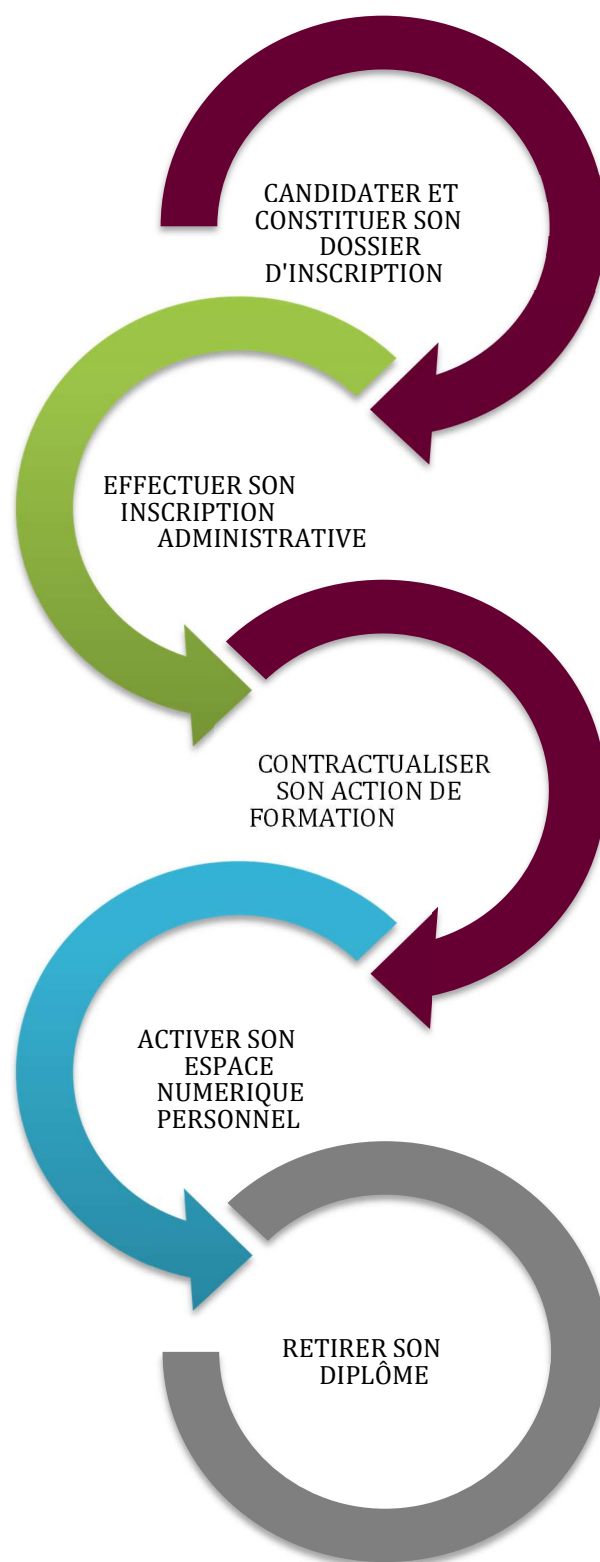 CANDIDATER ET
CONSTITUER SON
DOSSIER
D'INSCRIPTION
EFFECTUER SON
INSCRIPTION
ADMINISTRATIVE
CONTRACTUALISER
SON ACTION DE
FORMATION
ACTIVER SON
ESPACE
NUMERIQUE
PERSONNEL
RETIRER SON
DIPLÔME